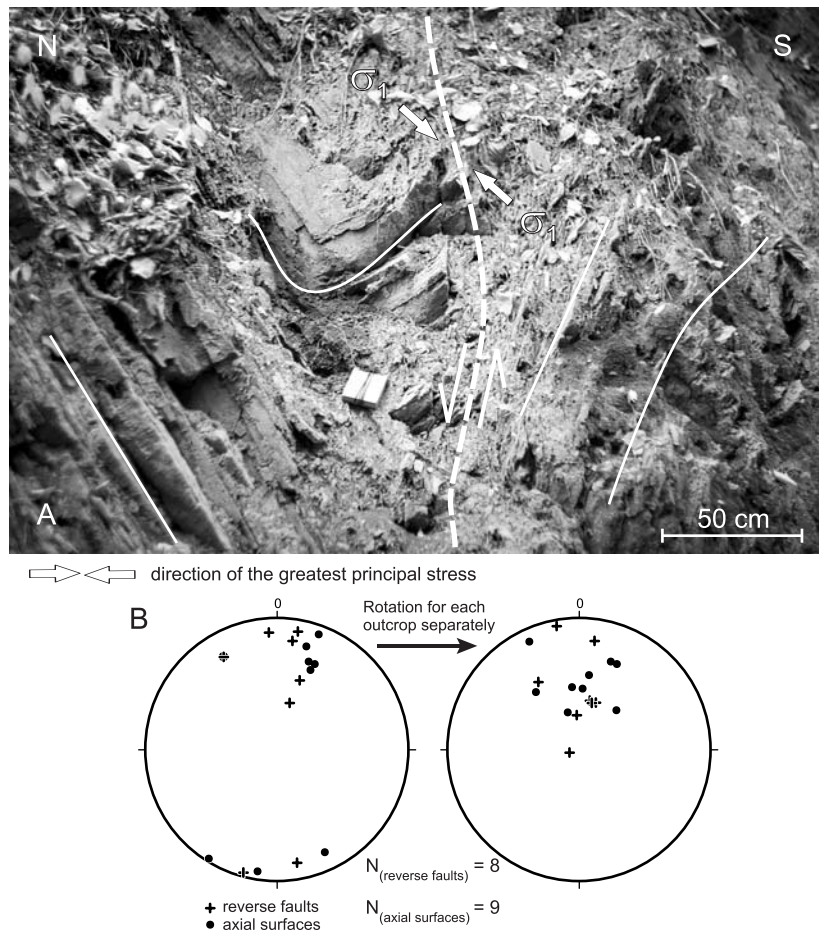 N
S
σ1
σ1
A
50 cm
direction of the greatest principal stress
B
0
Rotation for each
outcrop separately
0
N(reverse faults) = 8
reverse faults
N(axial surfaces) = 9
axial surfaces